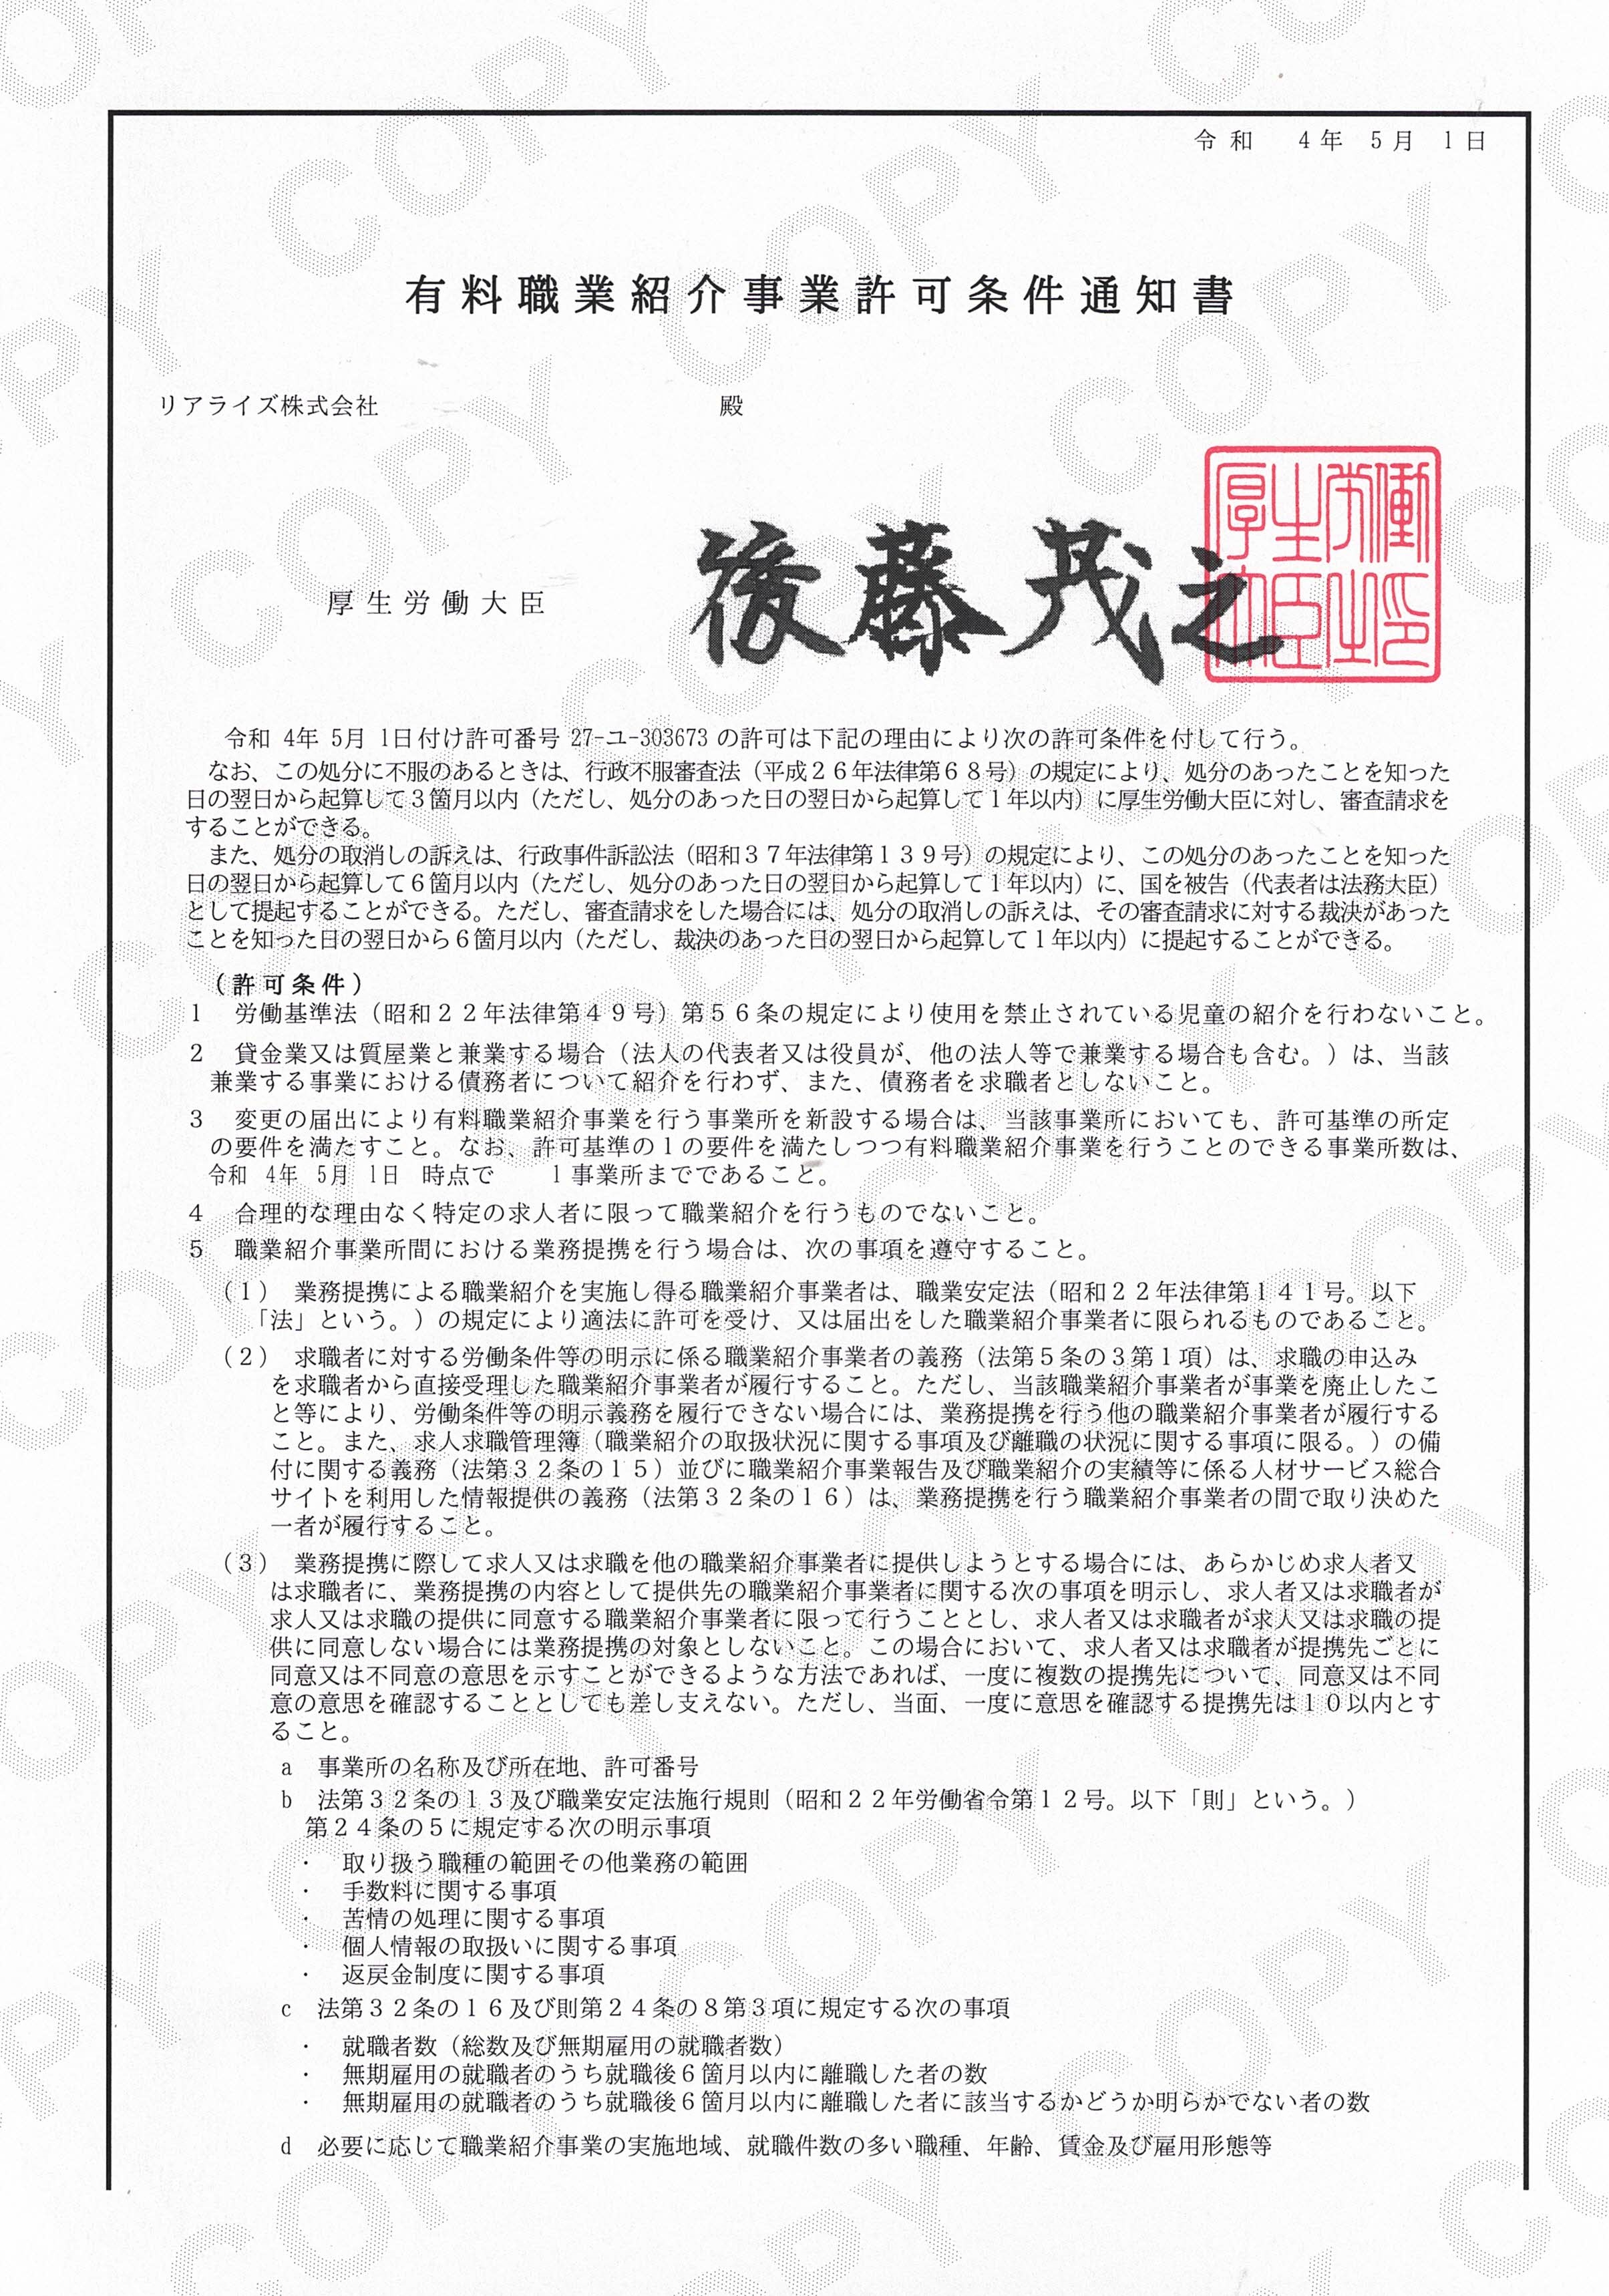 令和 4年 5月 1日
有料職業紹介事業許可条件通知書
リアライズ株式会社 殿
厚生労働大臣 後藤茂之
厚生労働大臣之印
令和 4年 5月 1日付け許可番号 27-ユ-303673 の許可は下記の理由により次の許可条件を付して行う。
なお、この処分に不服のあるときは、行政不服審査法（平成２６年法律第６８号）の規定により、処分のあったことを知った
日の翌日から起算して３箇月以内（ただし、処分のあった日の翌日から起算して１年以内）に厚生労働大臣に対し、審査請求を
することができる。
また、処分の取消しの訴えは、行政事件訴訟法（昭和３７年法律第１３９号）の規定により、この処分のあったことを知った
日の翌日から起算して６箇月以内（ただし、処分のあった日の翌日から起算して１年以内）に、国を被告（代表者は法務大臣）
として提起することができる。ただし、審査請求をした場合には、処分の取消しの訴えは、その審査請求に対する裁決があった
ことを知った日の翌日から６箇月以内（ただし、裁決のあった日の翌日から起算して１年以内）に提起することができる。
（許可条件）
１ 労働基準法（昭和２２年法律第４９号）第５６条の規定により使用を禁止されている児童の紹介を行わないこと。
２ 貸金業又は質屋業と兼業する場合（法人の代表者又は役員が、他の法人等で兼業する場合も含む。）は、当該
兼業する事業における債務者について紹介を行わず、また、債務者を求職者としないこと。
３ 変更の届出により有料職業紹介事業を行う事業所を新設する場合は、当該事業所においても、許可基準の所定
の要件を満たすこと。なお、許可基準の１の要件を満たしつつ有料職業紹介事業を行うことのできる事業所数は、
令和 4年 5月 1日 時点で 1事業所までであること。
４ 合理的な理由なく特定の求人者に限って職業紹介を行うものでないこと。
５ 職業紹介事業所間における業務提携を行う場合は、次の事項を遵守すること。
（１） 業務提携による職業紹介を実施し得る職業紹介事業者は、職業安定法（昭和２２年法律第１４１号。以下
「法」という。）の規定により適法に許可を受け、又は届出をした職業紹介事業者に限られるものであること。
（２） 求職者に対する労働条件等の明示に係る職業紹介事業者の義務（法第５条の３第１項）は、求職の申込み
を求職者から直接受理した職業紹介事業者が履行すること。ただし、当該職業紹介事業者が事業を廃止したこ
と等により、労働条件等の明示義務を履行できない場合には、業務提携を行う他の職業紹介事業者が履行する
こと。また、求人求職管理簿（職業紹介の取扱状況に関する事項及び離職の状況に関する事項に限る。）の備
付に関する義務（法第３２条の１５）並びに職業紹介事業報告及び職業紹介の実績等に係る人材サービス総合
サイトを利用した情報提供の義務（法第３２条の１６）は、業務提携を行う職業紹介事業者の間で取り決めた
一者が履行すること。
（３） 業務提携に際して求人又は求職を他の職業紹介事業者に提供しようとする場合には、あらかじめ求人者又
は求職者に、業務提携の内容として提供先の職業紹介事業者に関する次の事項を明示し、求人者又は求職者が
求人又は求職の提供に同意する職業紹介事業者に限って行うこととし、求人者又は求職者が求人又は求職の提
供に同意しない場合には業務提携の対象としないこと。この場合において、求人者又は求職者が提携先ごとに
同意又は不同意の意思を示すことができるような方法であれば、一度に複数の提携先について、同意又は不同
意の意思を確認することとしても差し支えない。ただし、当面、一度に意思を確認する提携先は１０以内とす
ること。
ａ 事業所の名称及び所在地、許可番号
ｂ 法第３２条の１３及び職業安定法施行規則（昭和２２年労働省令第１２号。以下「則」という。）
第２４条の５に規定する次の明示事項
・ 取り扱う職種の範囲その他業務の範囲
・ 手数料に関する事項
・ 苦情の処理に関する事項
・ 個人情報の取扱いに関する事項
・ 返戻金制度に関する事項
ｃ 法第３２条の１６及び則第２４条の８第３項に規定する次の事項
・ 就職者数（総数及び無期雇用の就職者数）
・ 無期雇用の就職者のうち就職後６箇月以内に離職した者の数
・ 無期雇用の就職者のうち就職後６箇月以内に離職した者に該当するかどうか明らかでない者の数
ｄ 必要に応じて職業紹介事業の実施地域、就職件数の多い職種、年齢、賃金及び雇用形態等
COPY